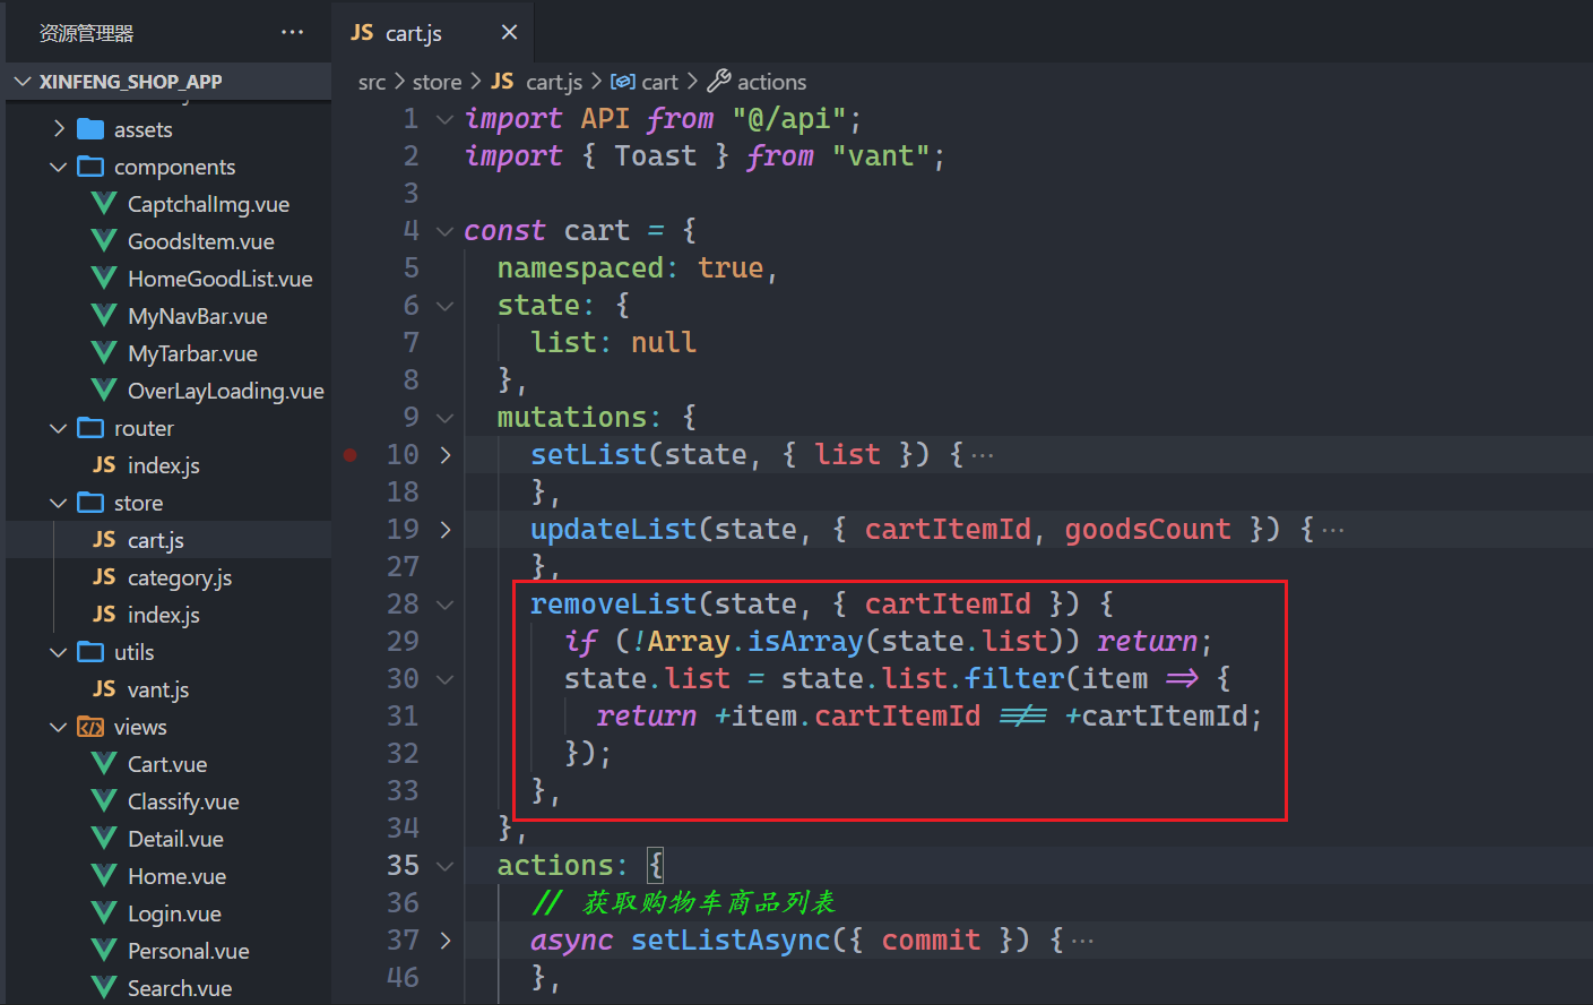 资源管理器 ···
XINFENG_SHOP_APP
assets
components
CaptchalImg.vue
GoodsItem.vue
HomeGoodList.vue
MyNavBar.vue
MyTarbar.vue
OverLayLoading.vue
router
JS index.js
store
JS cart.js
JS category.js
JS index.js
utils
JS vant.js
views
Cart.vue
Classify.vue
Detail.vue
Home.vue
Login.vue
Personal.vue
Search.vue
JS cart.js ×
src > store > JS cart.js > cart > actions
1 import API from "@/api";
2 import { Toast } from "vant";
3
4 const cart = {
5 namespaced: true,
6 state: {
7 list: null
8 },
9 mutations: {
10 setList(state, { list }) {···
18 },
19 updateList(state, { cartItemId, goodsCount }) {···
27 },
28 removeList(state, { cartItemId }) {
29 if (!Array.isArray(state.list)) return;
30 state.list = state.list.filter(item => {
31 return +item.cartItemId !== +cartItemId;
32 });
33 },
34 },
35 actions: {
36 // 获取购物车商品列表
37 async setListAsync({ commit }) {···
46 },